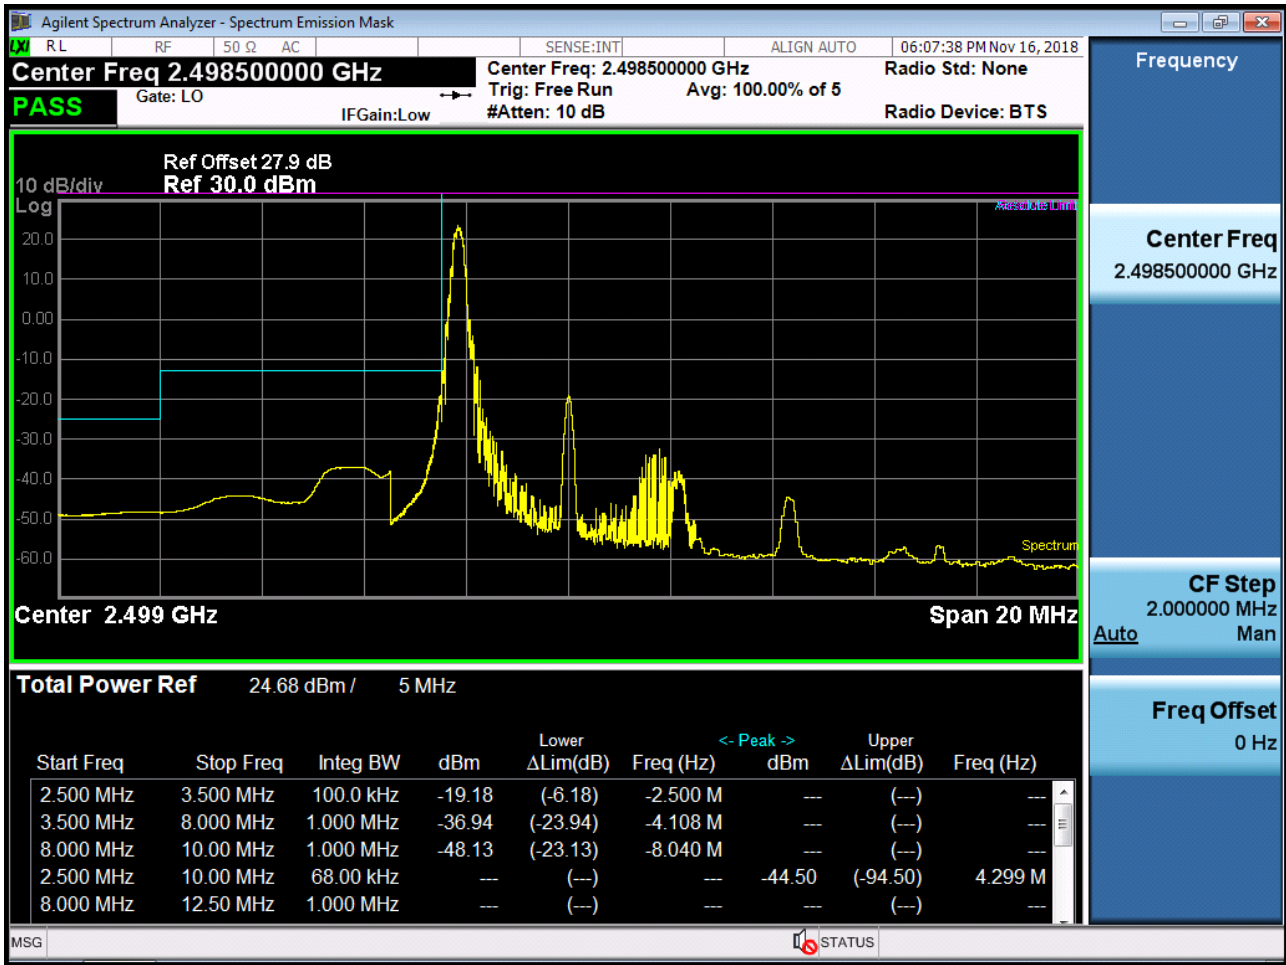 Agilent Spectrum Analyzer - Spectrum Emission Mask
LXI RL RF 50 Ω AC SENSE:INT ALIGN AUTO 06:07:38 PM Nov 16, 2018
Center Freq 2.498500000 GHz Center Freq: 2.498500000 GHz Radio Std: None
PASS Gate: LO Trig: Free Run Avg: 100.00% of 5
IFGain:Low #Atten: 10 dB Radio Device: BTS
Ref Offset 27.9 dB
10 dB/div Ref 30.0 dBm
Log
20.0
10.0
0.00
-10.0
-20.0
-30.0
-40.0
-50.0
Spectrum
-60.0
Center 2.499 GHz Span 20 MHz
Total Power Ref 24.68 dBm / 5 MHz
Lower <- Peak -> Upper
Start Freq Stop Freq Integ BW dBm ΔLim(dB) Freq (Hz) dBm ΔLim(dB) Freq (Hz)
2.500 MHz 3.500 MHz 100.0 kHz -19.18 (-6.18) -2.500 M --- (---) ---
3.500 MHz 8.000 MHz 1.000 MHz -36.94 (-23.94) -4.108 M --- (---) ---
8.000 MHz 10.00 MHz 1.000 MHz -48.13 (-23.13) -8.040 M --- (---) ---
2.500 MHz 10.00 MHz 68.00 kHz --- (---) --- -44.50 (-94.50) 4.299 M
8.000 MHz 12.50 MHz 1.000 MHz --- (---) --- --- (---) ---
MSG STATUS
Frequency
Center Freq
2.498500000 GHz
CF Step
2.000000 MHz
Auto Man
Freq Offset
0 Hz